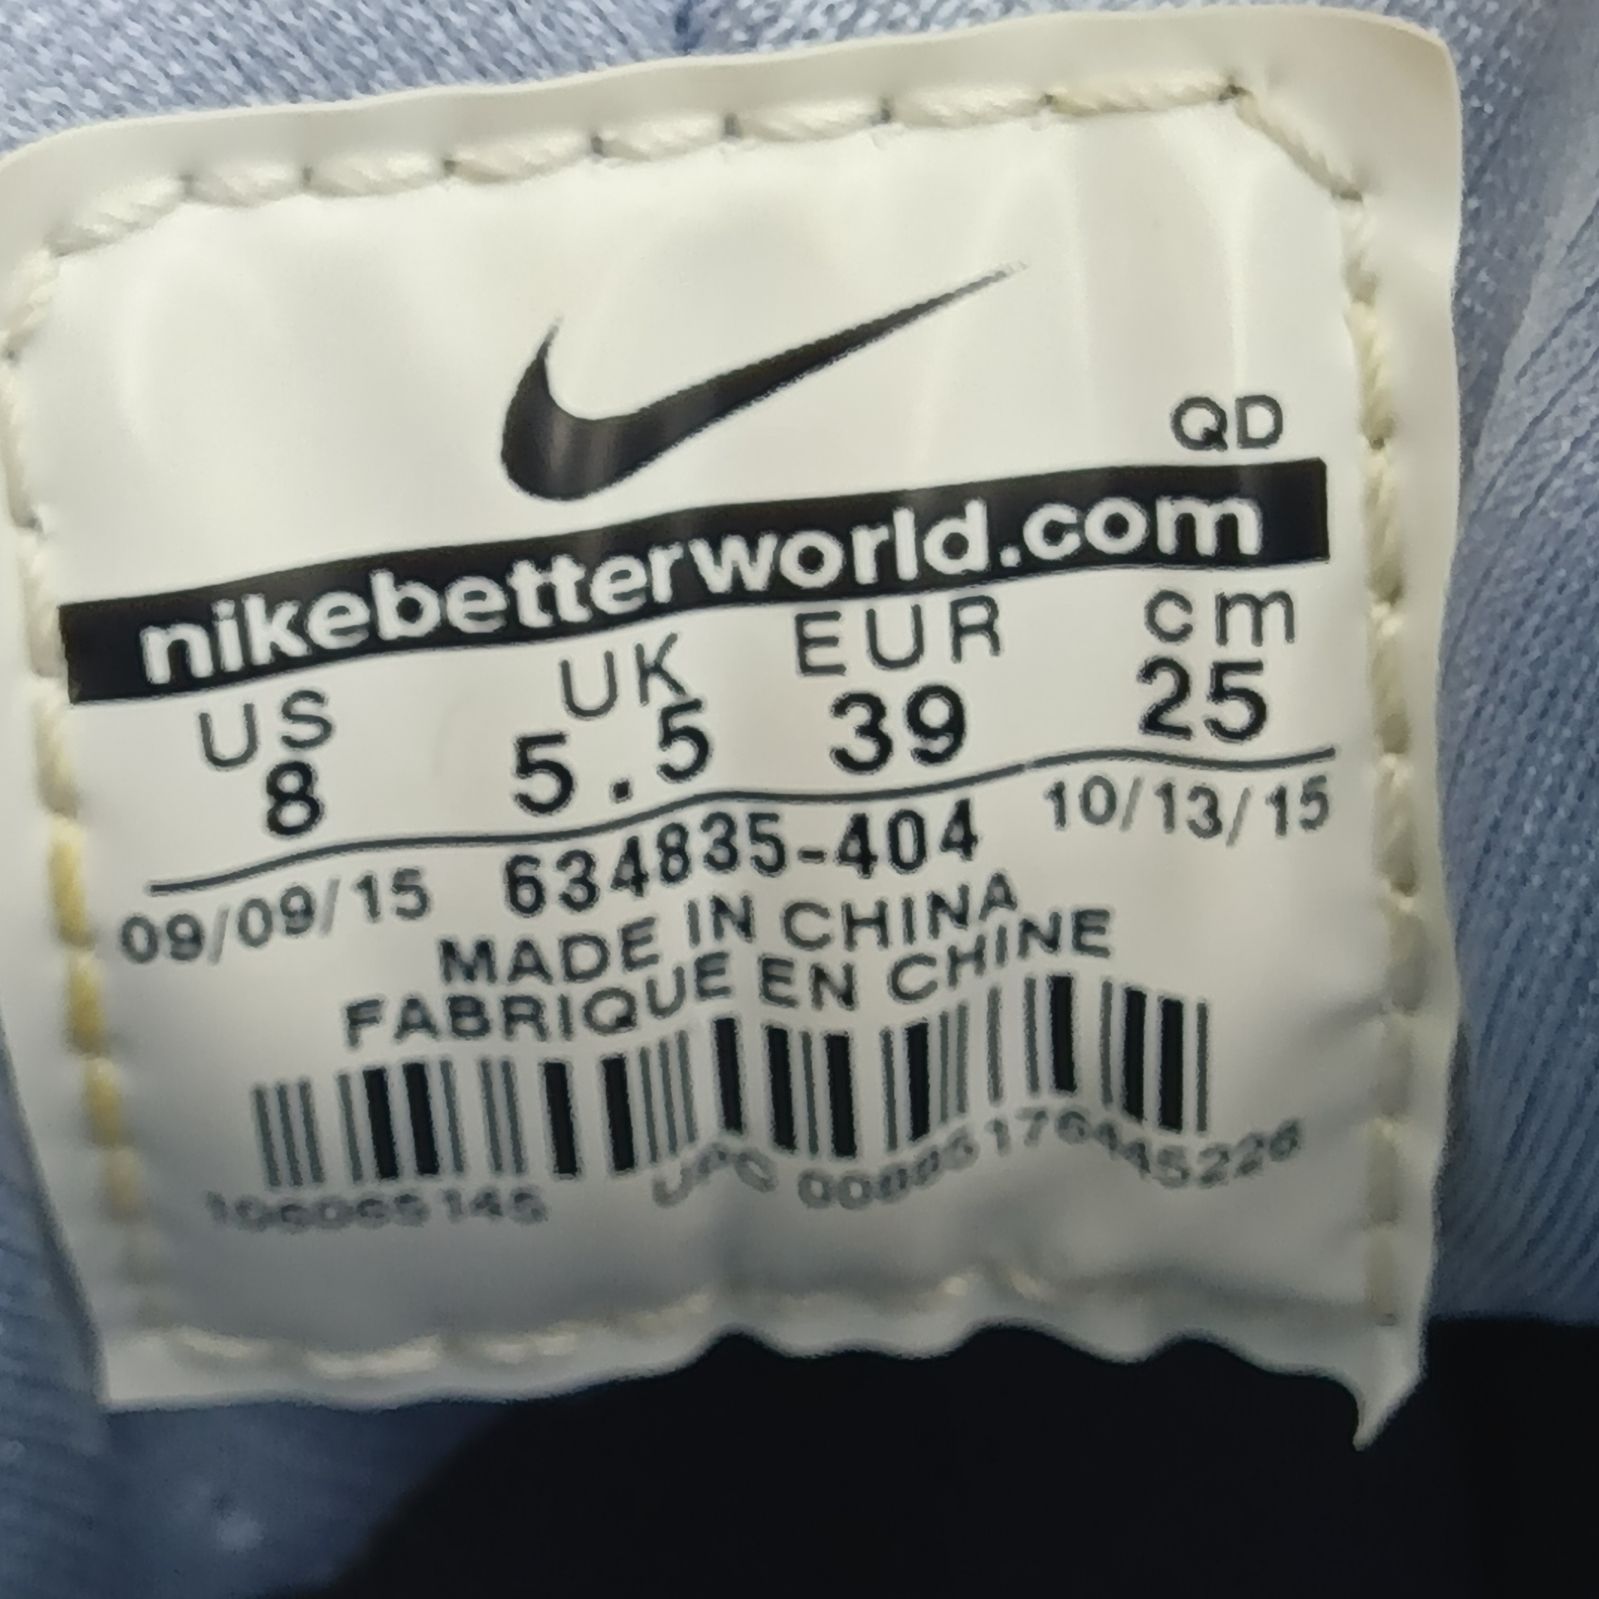 QD
nikebetterworld.com
US UK EUR cm
8 5.5 39 25
09/09/15 634835-404 10/13/15
MADE IN CHINA
FABRIQUE EN CHINE
UPC